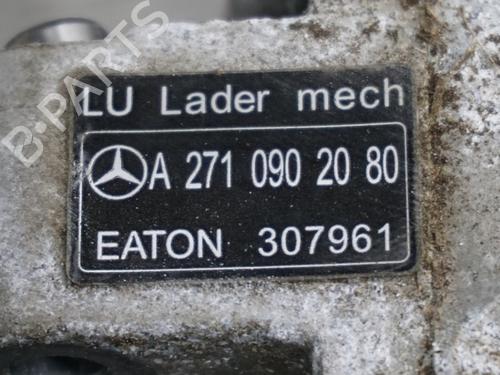 B-PARTS
LU Lader mech
A 271 090 20 80
EATON 307961